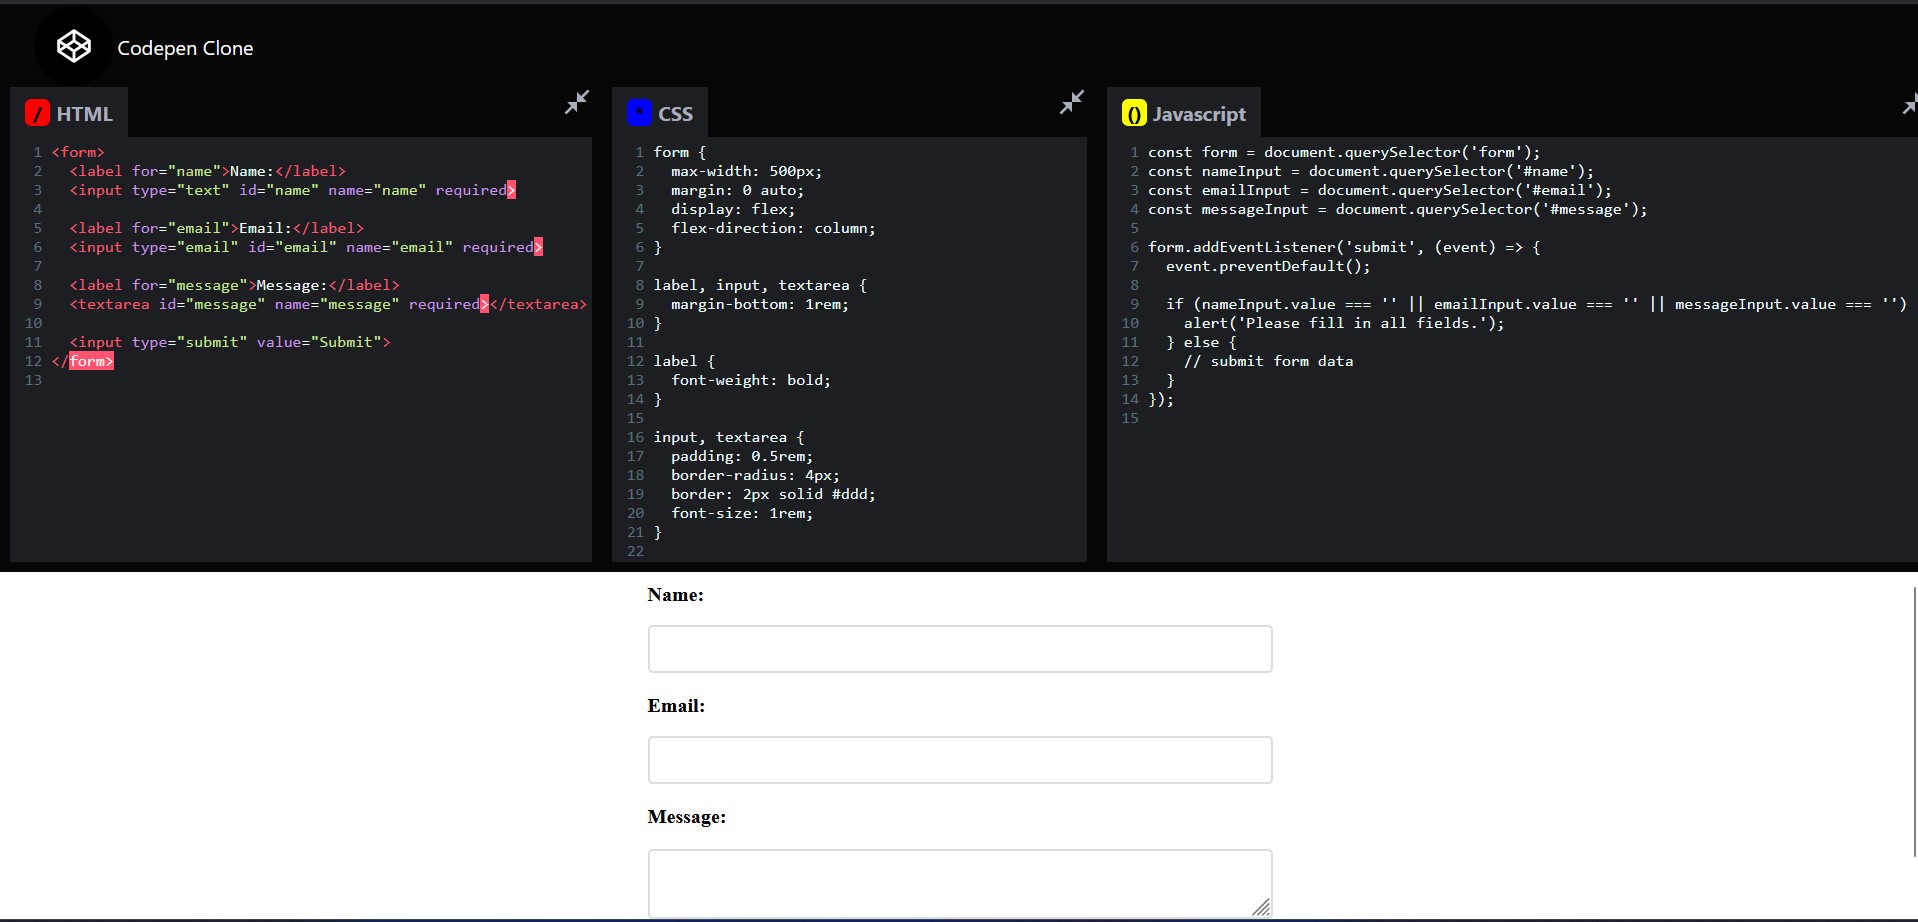 Codepen Clone
/ HTML
1 <form>
2   <label for="name">Name:</label>
3   <input type="text" id="name" name="name" required>
4
5   <label for="email">Email:</label>
6   <input type="email" id="email" name="email" required>
7
8   <label for="message">Message:</label>
9   <textarea id="message" name="message" required></textarea>
10
11   <input type="submit" value="Submit">
12 </form>
13
* CSS
1 form {
2   max-width: 500px;
3   margin: 0 auto;
4   display: flex;
5   flex-direction: column;
6 }
7
8 label, input, textarea {
9   margin-bottom: 1rem;
10 }
11
12 label {
13   font-weight: bold;
14 }
15
16 input, textarea {
17   padding: 0.5rem;
18   border-radius: 4px;
19   border: 2px solid #ddd;
20   font-size: 1rem;
21 }
22
() Javascript
1 const form = document.querySelector('form');
2 const nameInput = document.querySelector('#name');
3 const emailInput = document.querySelector('#email');
4 const messageInput = document.querySelector('#message');
5
6 form.addEventListener('submit', (event) => {
7   event.preventDefault();
8
9   if (nameInput.value === '' || emailInput.value === '' || messageInput.value === '')
10     alert('Please fill in all fields.');
11   } else {
12     // submit form data
13   }
14 });
15
Name:
Email:
Message: